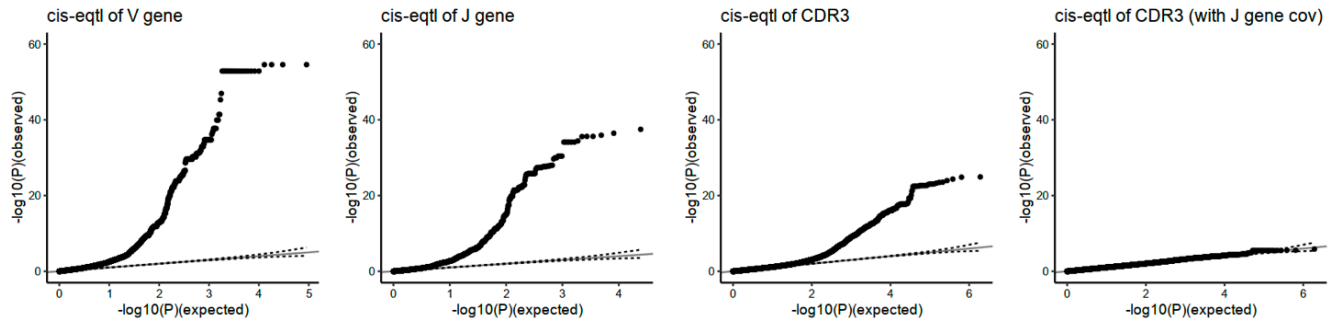 cis-eqtl of V gene
60
40
20
0
-log10(P)(observed)
0 1 2 3 4 5
-log10(P)(expected)
cis-eqtl of J gene
60
40
20
0
-log10(P)(observed)
0 1 2 3 4
-log10(P)(expected)
cis-eqtl of CDR3
60
40
20
0
-log10(P)(observed)
0 2 4 6
-log10(P)(expected)
cis-eqtl of CDR3 (with J gene cov)
60
40
20
0
-log10(P)(observed)
0 2 4 6
-log10(P)(expected)